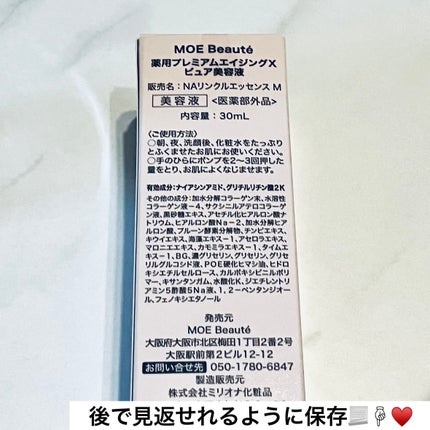 MOE Beauté
薬用プレミアムエイジングX
ピュア美容液
販売名：NAリンクルエッセンス M
美容液 <医薬部外品>
内容量：30mL
〈ご使用方法〉
○朝、夜、洗顔後、化粧水をたっぷり
とふくませたお肌にお使いください。
○手のひらにポンプを2〜3回押した
量をとり、お肌によくなじませます。
有効成分：ナイアシンアミド、グリチルリチン酸2K
その他の成分：加水分解コラーゲン末、水溶性
コラーゲン液－4、サクシニルアテロコラーゲ
ン液、黒砂糖エキス、アセチル化ヒアルロン酸ナ
トリウム、ヒアルロン酸Na－2、加水分解ヒアル
ロン酸、プルーン酵素分解物、チンピエキス、
キウイエキス、海藻エキス－1、アセロラエキス、
マロニエエキス、カモミラエキス－1、タイムエ
キス－1、BG、濃グリセリン、グリセリン、グリセ
リルグルコシド液、POE硬化ヒマシ油、ヒドロ
キシエチルセルロース、カルボキシビニルポリ
マー、キサンタンガム、水酸化K、ジエチレントリ
アミン5酢酸5Na液、1，2－ペンタンジオー
ル、フェノキシエタノール
発売元
MOE Beauté
大阪府大阪市北区梅田1丁目2番2号
大阪駅前第2ビル12-12
お問い合せ先 050-1780-6847
製造販売元
株式会社ミリオナ化粧品
後で見返せれるように保存